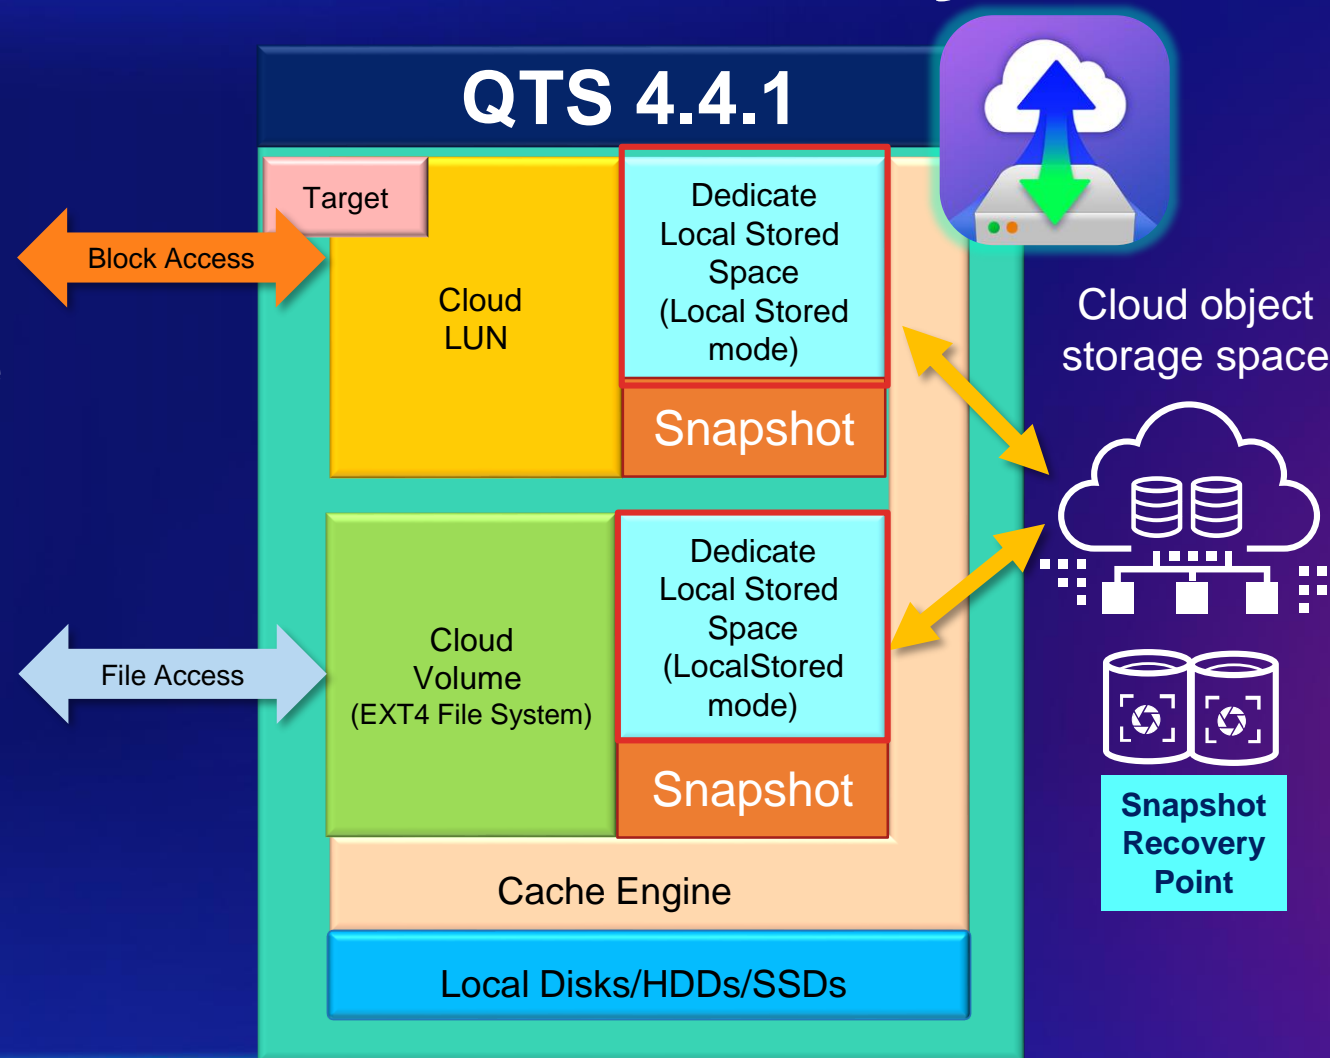 QTS 4.4.1
Target
Block Access
Cloud
LUN
Dedicate
Local Stored
Space
(Local Stored
mode)
Snapshot
Cloud object
storage space
File Access
Cloud
Volume
(EXT4 File System)
Dedicate
Local Stored
Space
(LocalStored
mode)
Snapshot
Snapshot
Recovery
Point
Cache Engine
Local Disks/HDDs/SSDs